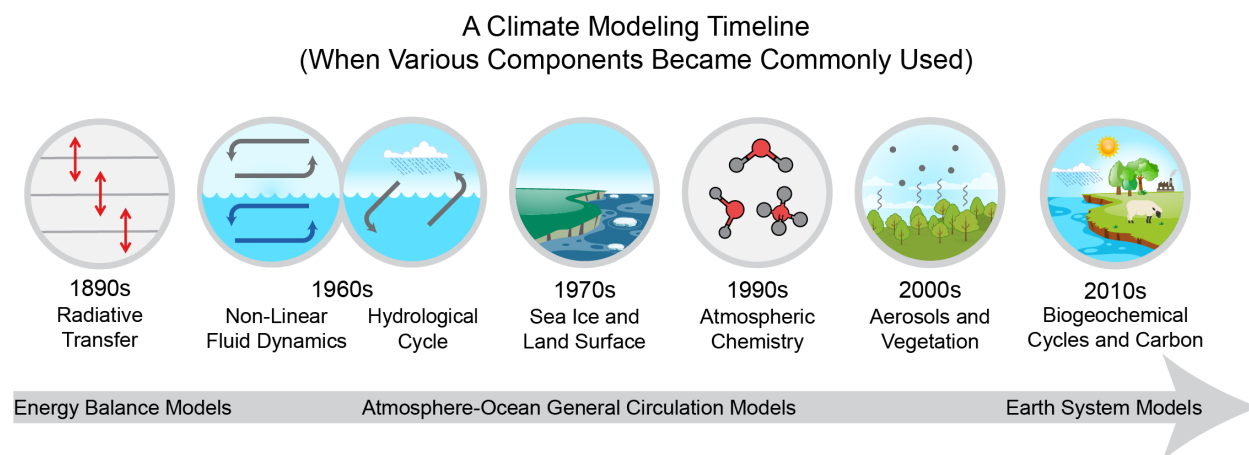 A Climate Modeling Timeline
(When Various Components Became Commonly Used)
1890s
Radiative
Transfer
1960s
Non-Linear
Fluid Dynamics
Hydrological
Cycle
1970s
Sea Ice and
Land Surface
1990s
Atmospheric
Chemistry
2000s
Aerosols and
Vegetation
2010s
Biogeochemical
Cycles and Carbon
Energy Balance Models
Atmosphere-Ocean General Circulation Models
Earth System Models